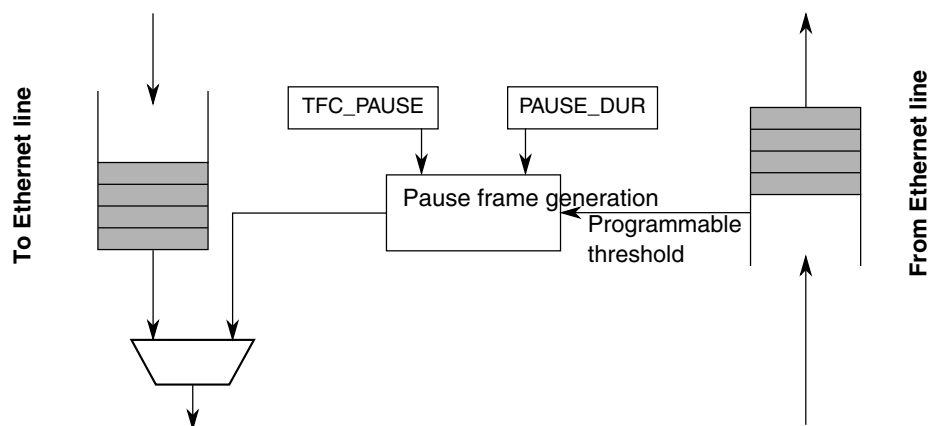 To Ethernet line
TFC_PAUSE
PAUSE_DUR
Pause frame generation
Programmable
threshold
From Ethernet line